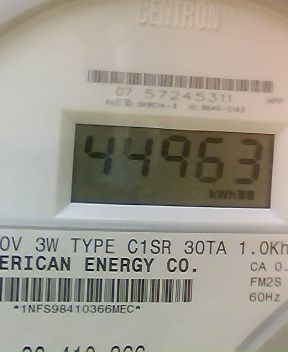 CENTRON
07 57245311
44963
kWh
0V 3W TYPE C1SR 30TA 1.0Kh
ERICAN ENERGY CO.
CA 0.
FM2S
60Hz
*1NFS98410366MEC*